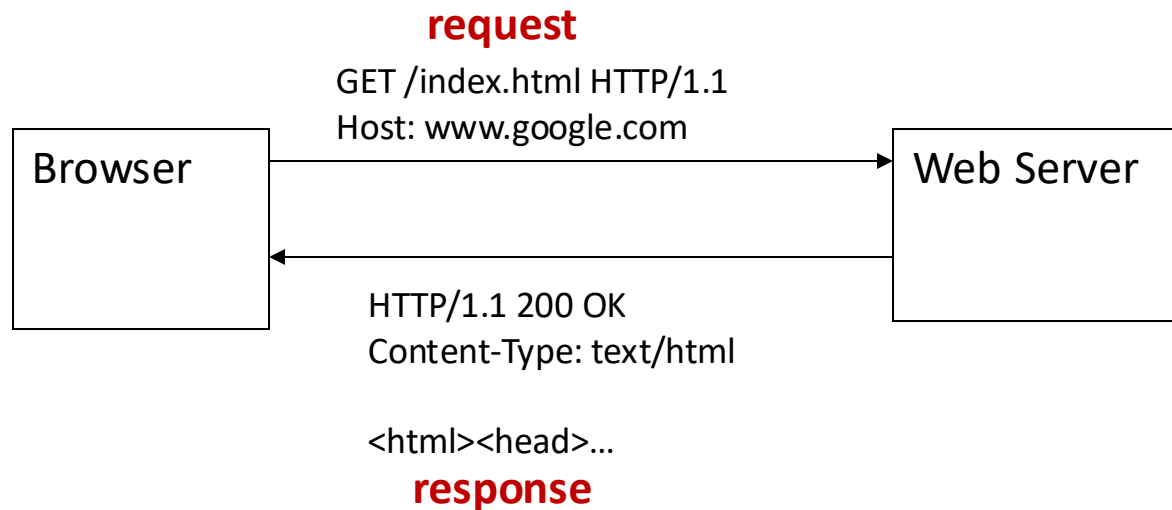 request
GET /index.html HTTP/1.1
Host: www.google.com
Browser
Web Server
HTTP/1.1 200 OK
Content-Type: text/html
<html><head>…
response